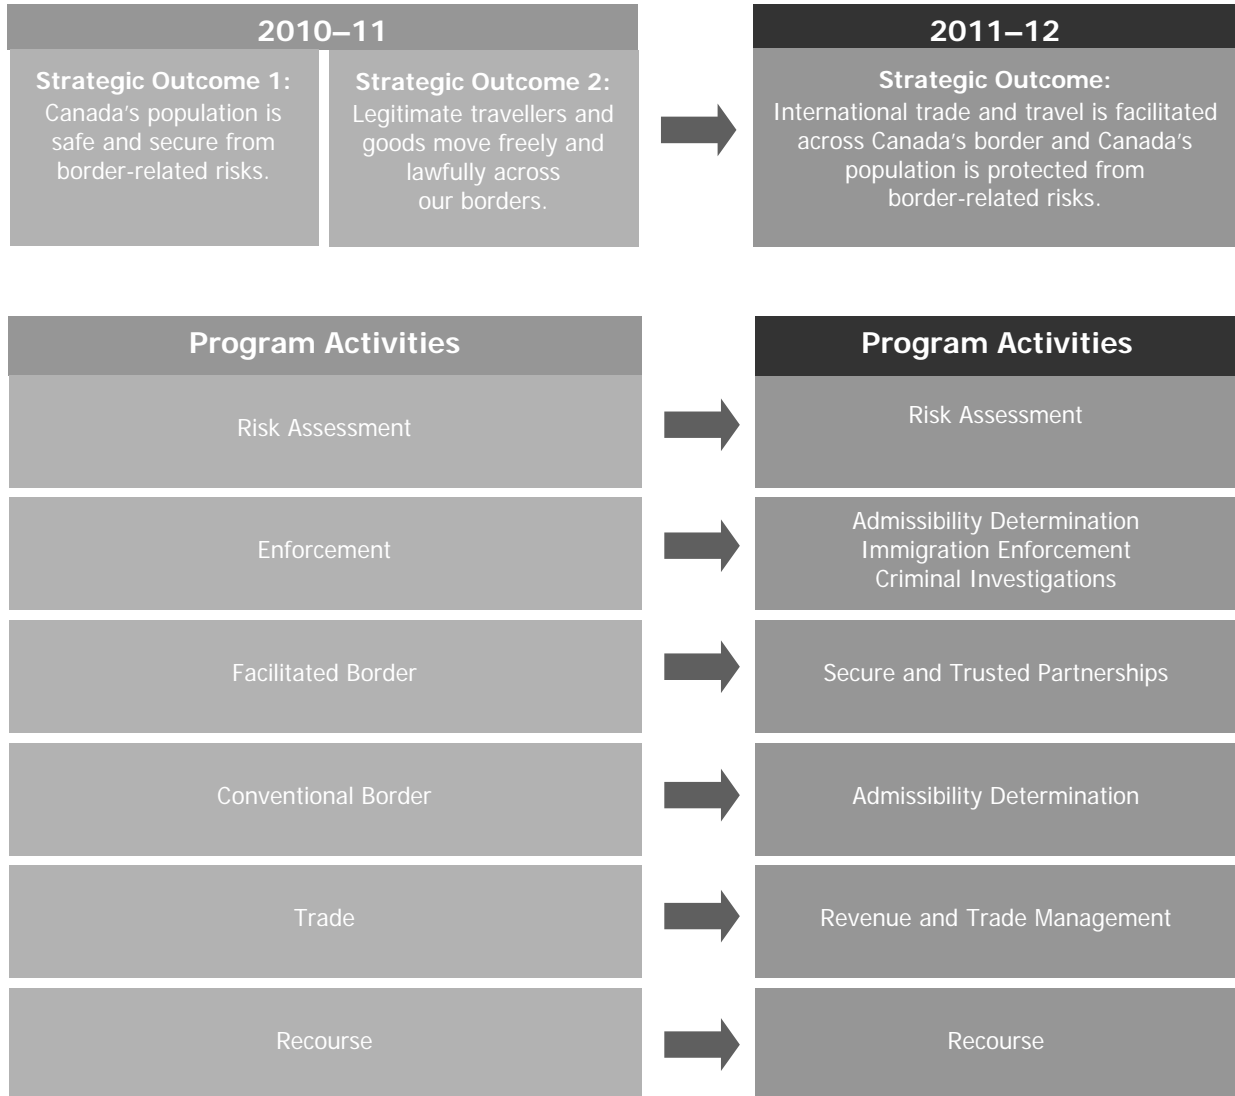 2010–11
Strategic Outcome 1:
Canada's population is
safe and secure from
border-related risks.
Strategic Outcome 2:
Legitimate travellers and
goods move freely and
lawfully across
our borders.
2011–12
Strategic Outcome:
International trade and travel is facilitated
across Canada's border and Canada's
population is protected from
border-related risks.
Program Activities
Program Activities
Risk Assessment
Risk Assessment
Enforcement
Admissibility Determination
Immigration Enforcement
Criminal Investigations
Facilitated Border
Secure and Trusted Partnerships
Conventional Border
Admissibility Determination
Trade
Revenue and Trade Management
Recourse
Recourse